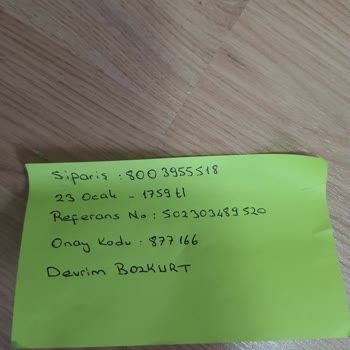 Sipariş : 8003955518
23 Ocak - 1759 tl
Referans No : 502303489520
Onay Kodu : 877166
Devrim BOZKURT